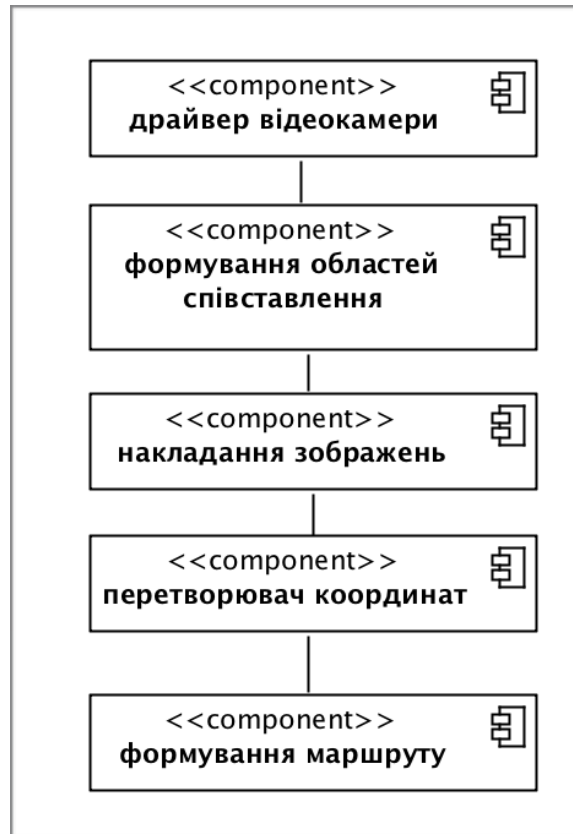 <<component>>
драйвер відеокамери
<<component>>
формування областей
співставлення
<<component>>
накладання зображень
<<component>>
перетворювач координат
<<component>>
формування маршруту